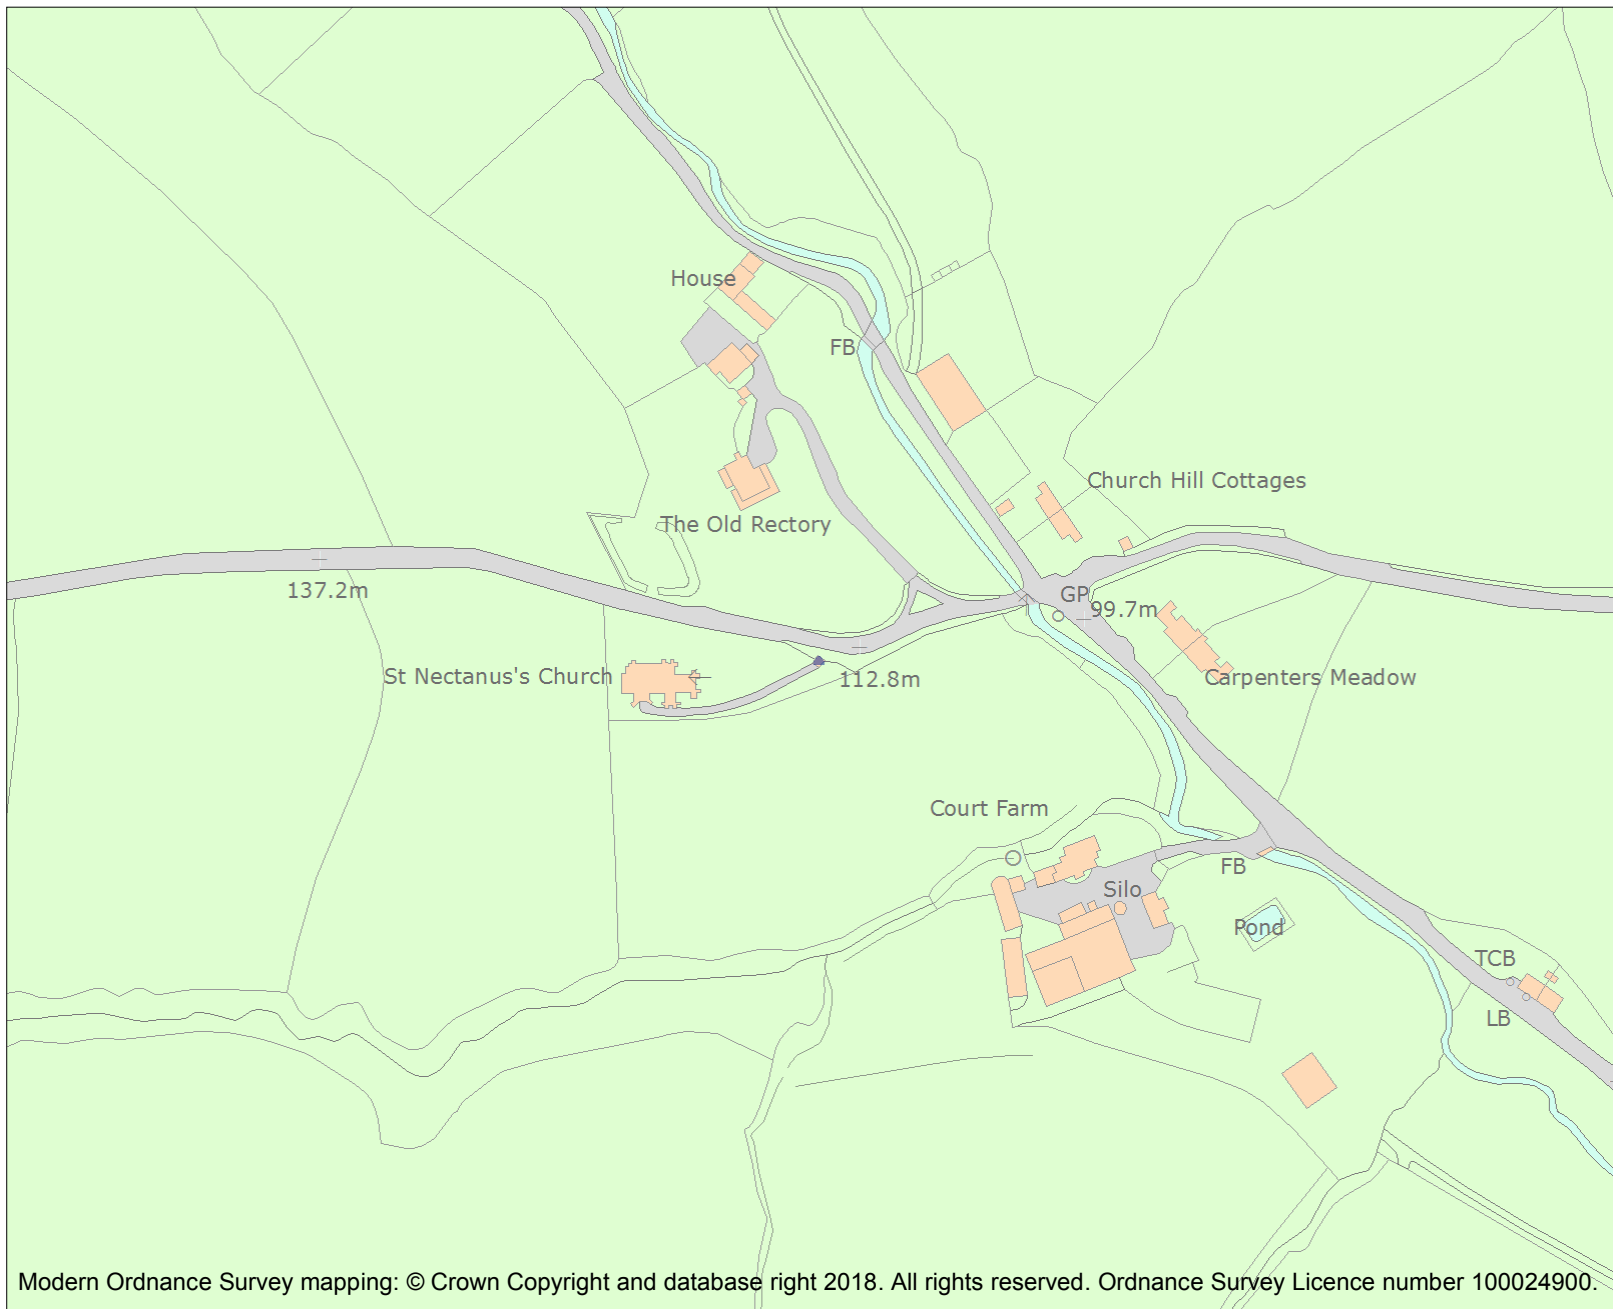 House
FB
Church Hill Cottages
The Old Rectory
137.2m
GP
99.7m
St Nectanus's Church
112.8m
Carpenters Meadow
Court Farm
FB
Silo
Pond
TCB
LB
Modern Ordnance Survey mapping: © Crown Copyright and database right 2018. All rights reserved. Ordnance Survey Licence number 100024900.